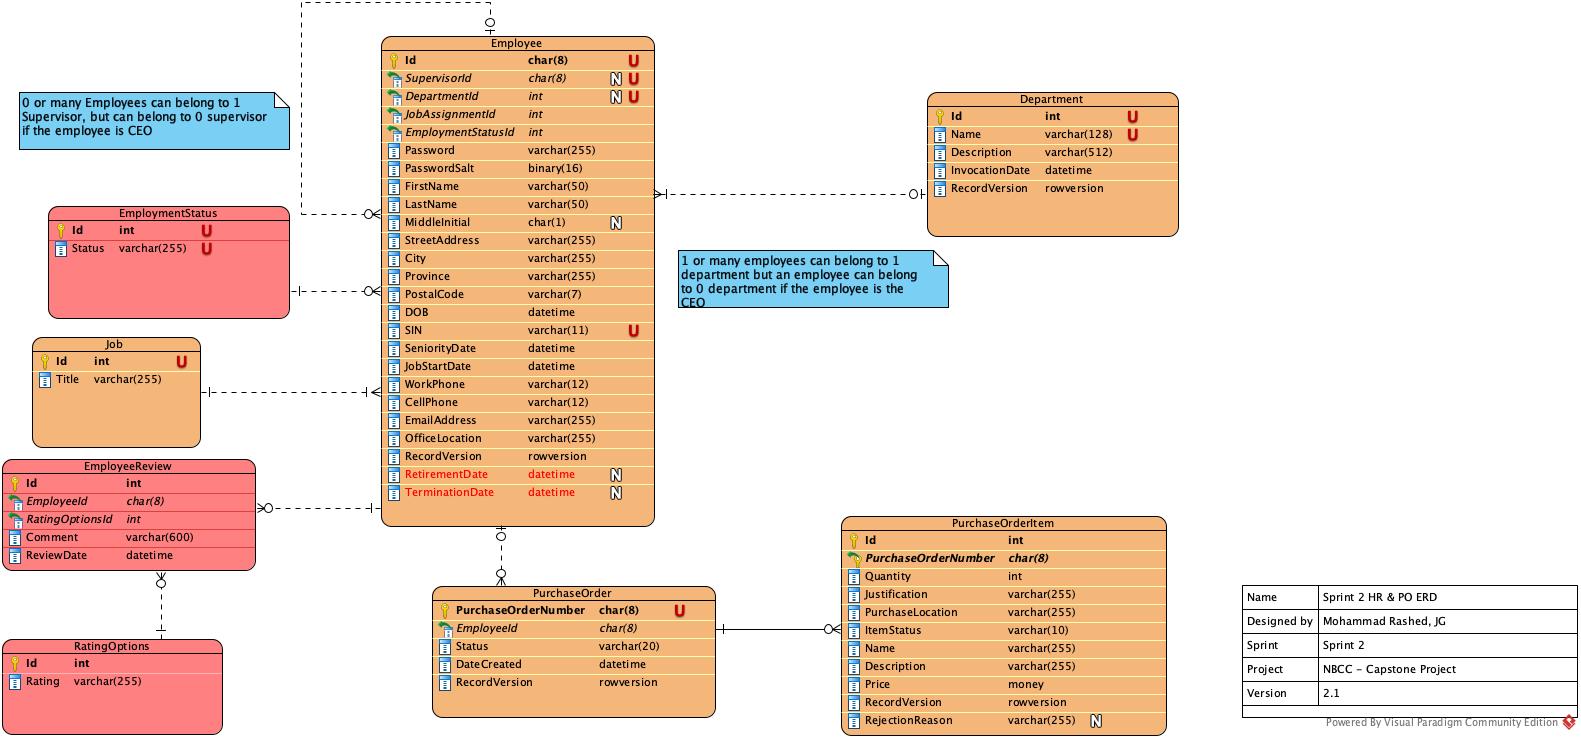 Employee
Id char(8) U
SupervisorId char(8) N U
DepartmentId int N U
JobAssignmentId int
EmploymentStatusId int
Password varchar(255)
PasswordSalt binary(16)
FirstName varchar(50)
LastName varchar(50)
MiddleInitial char(1) N
StreetAddress varchar(255)
City varchar(255)
Province varchar(255)
PostalCode varchar(7)
DOB datetime
SIN varchar(11) U
SeniorityDate datetime
JobStartDate datetime
WorkPhone varchar(12)
CellPhone varchar(12)
EmailAddress varchar(255)
OfficeLocation varchar(255)
RecordVersion rowversion
RetirementDate datetime N
TerminationDate datetime N
0 or many Employees can belong to 1
Supervisor, but can belong to 0 supervisor
if the employee is CEO
Department
Id int U
Name varchar(128) U
Description varchar(512)
InvocationDate datetime
RecordVersion rowversion
1 or many employees can belong to 1
department but an employee can belong
to 0 department if the employee is the
CEO
EmploymentStatus
Id int U
Status varchar(255) U
Job
Id int U
Title varchar(255)
EmployeeReview
Id int
EmployeeId char(8)
RatingOptionsId int
Comment varchar(600)
ReviewDate datetime
RatingOptions
Id int
Rating varchar(255)
PurchaseOrder
PurchaseOrderNumber char(8) U
EmployeeId char(8)
Status varchar(20)
DateCreated datetime
RecordVersion rowversion
PurchaseOrderItem
Id int
PurchaseOrderNumber char(8)
Quantity int
Justification varchar(255)
PurchaseLocation varchar(255)
ItemStatus varchar(10)
Name varchar(255)
Description varchar(255)
Price money
RecordVersion rowversion
RejectionReason varchar(255) N
Name Sprint 2 HR & PO ERD
Designed by Mohammad Rashed, JG
Sprint Sprint 2
Project NBCC - Capstone Project
Version 2.1
Powered By Visual Paradigm Community Edition